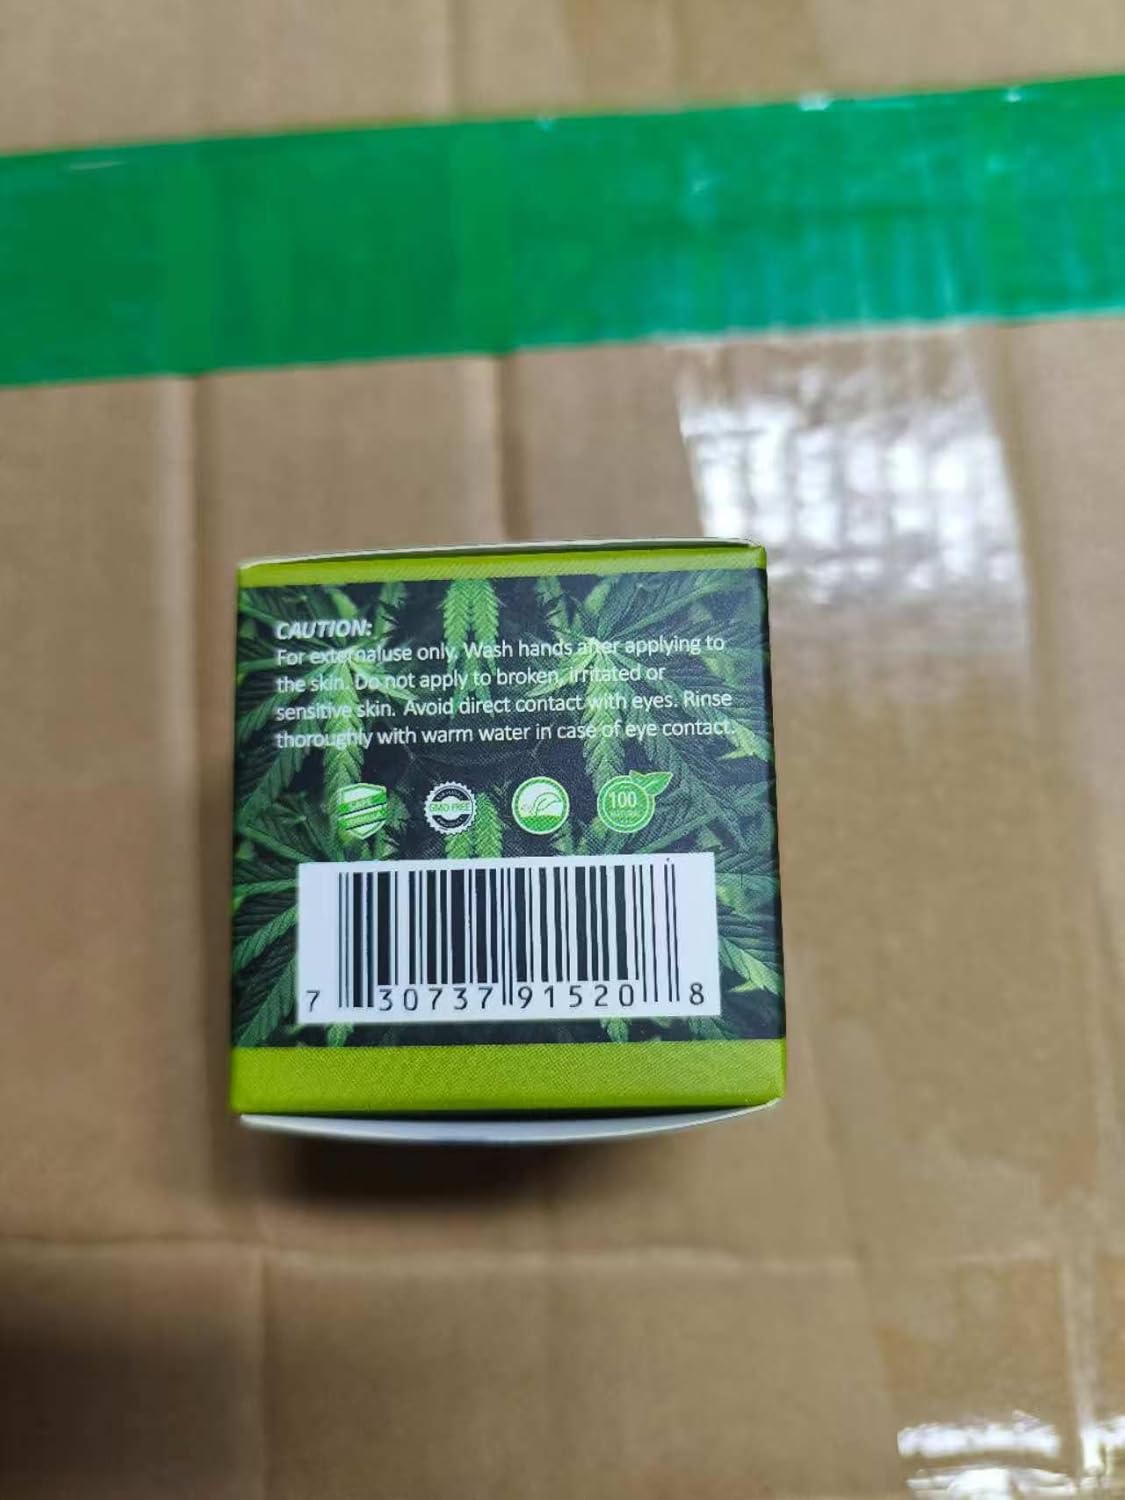 CAUTION:
For externaluse only. Wash hands after applying to
the skin. Do not apply to broken, irritated or
sensitive skin. Avoid direct contact with eyes. Rinse
thoroughly with warm water in case of eye contact.
GMO FREE
100
7 30737 91520 8